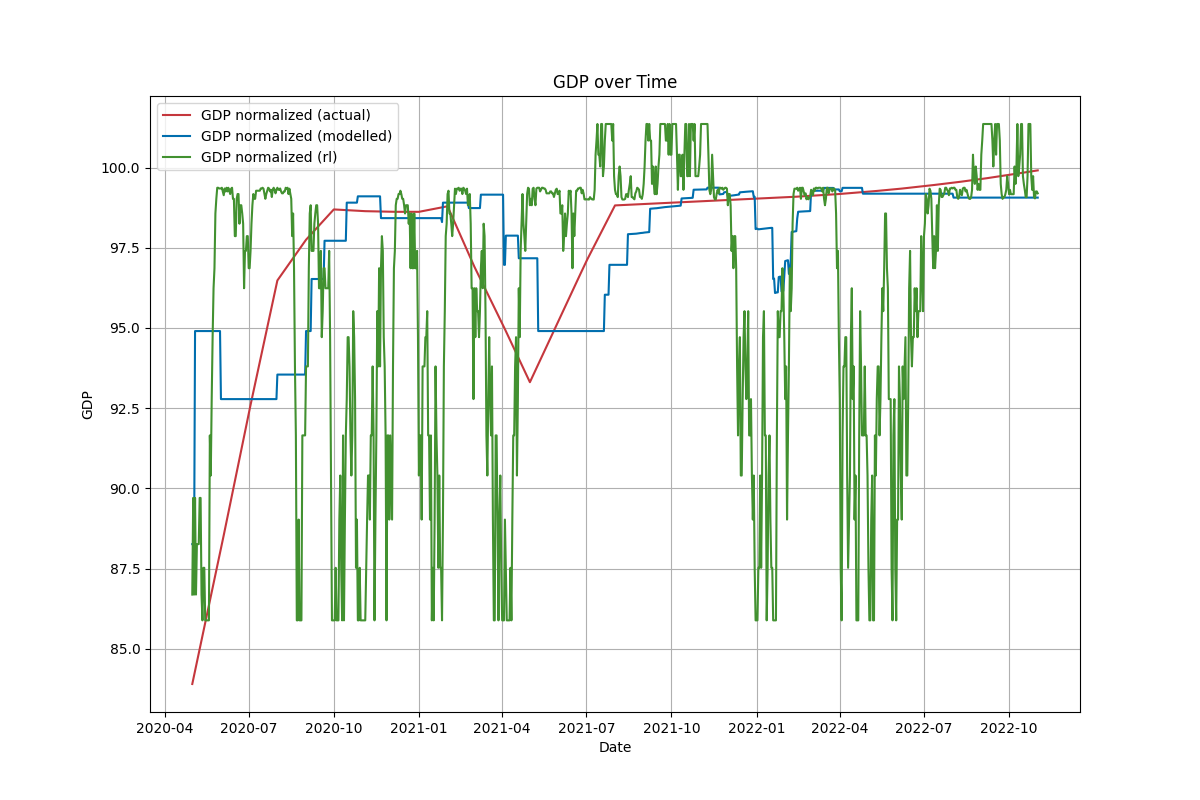 GDP over Time
GDP normalized (actual)
GDP normalized (modelled)
GDP normalized (rl)
100.0
97.5
95.0
92.5
90.0
87.5
85.0
GDP
2020-04 2020-07 2020-10 2021-01 2021-04 2021-07 2021-10 2022-01 2022-04 2022-07 2022-10
Date